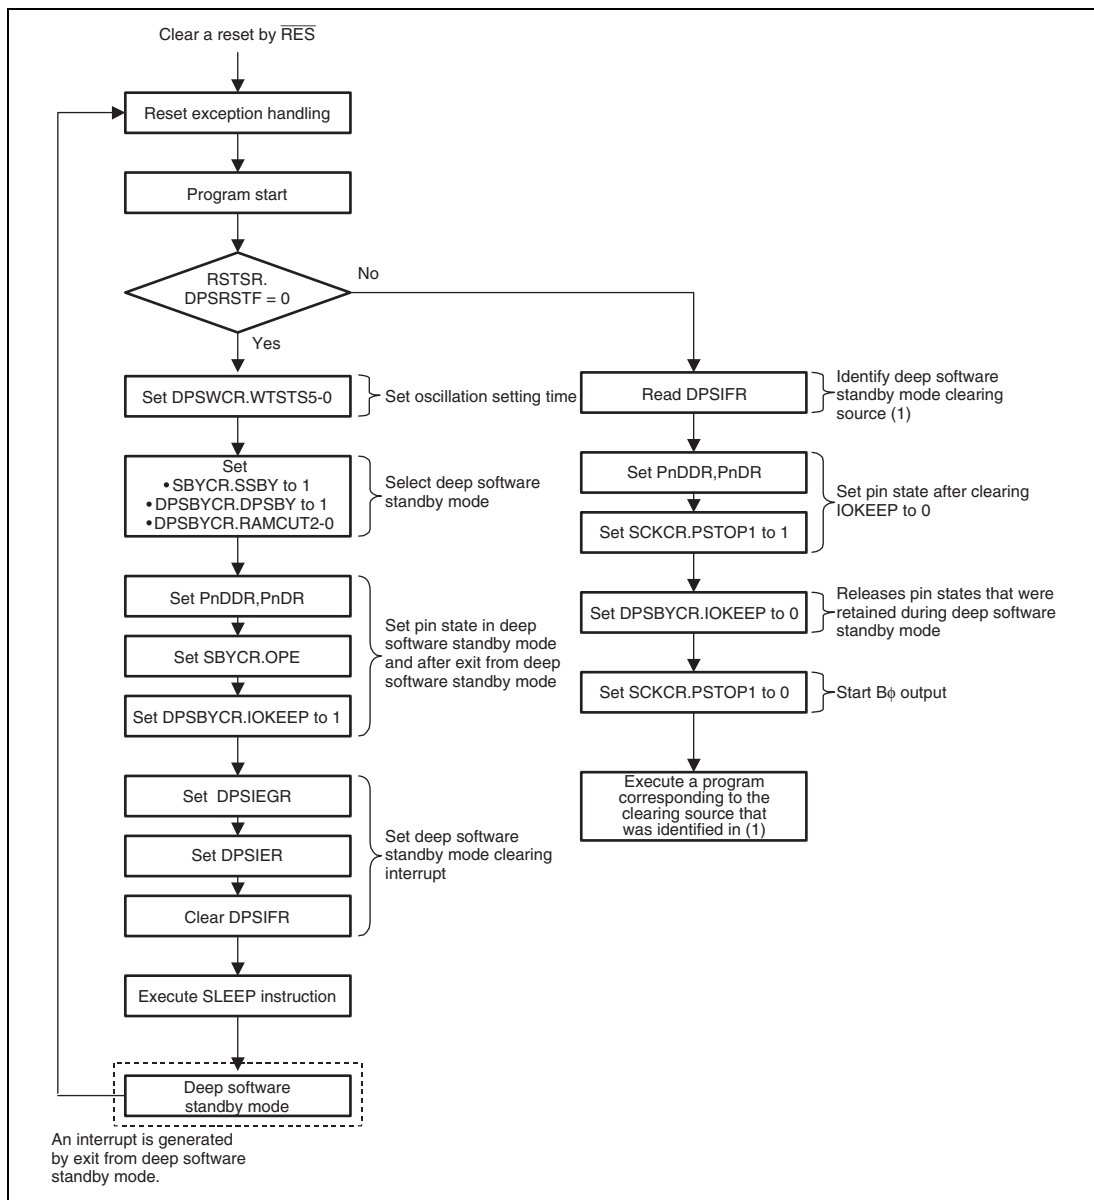 Clear a reset by RES
Reset exception handling
Program start
RSTSR.
DPSRSTF = 0
No
Yes
Set DPSWCR.WTSTS5-0
Set oscillation setting time
Set
•SBYCR.SSBY to 1
•DPSBYCR.DPSBY to 1
•DPSBYCR.RAMCUT2-0
Select deep software
standby mode
Set PnDDR,PnDR
Set SBYCR.OPE
Set DPSBYCR.IOKEEP to 1
Set pin state in deep
software standby mode
and after exit from deep
software standby mode
Set DPSIEGR
Set DPSIER
Clear DPSIFR
Set deep software
standby mode clearing
interrupt
Execute SLEEP instruction
Deep software
standby mode
An interrupt is generated
by exit from deep software
standby mode.
Read DPSIFR
Identify deep software
standby mode clearing
source (1)
Set PnDDR,PnDR
Set SCKCR.PSTOP1 to 1
Set pin state after clearing
IOKEEP to 0
Set DPSBYCR.IOKEEP to 0
Releases pin states that were
retained during deep software
standby mode
Set SCKCR.PSTOP1 to 0
Start Bϕ output
Execute a program
corresponding to the
clearing source that
was identified in (1)